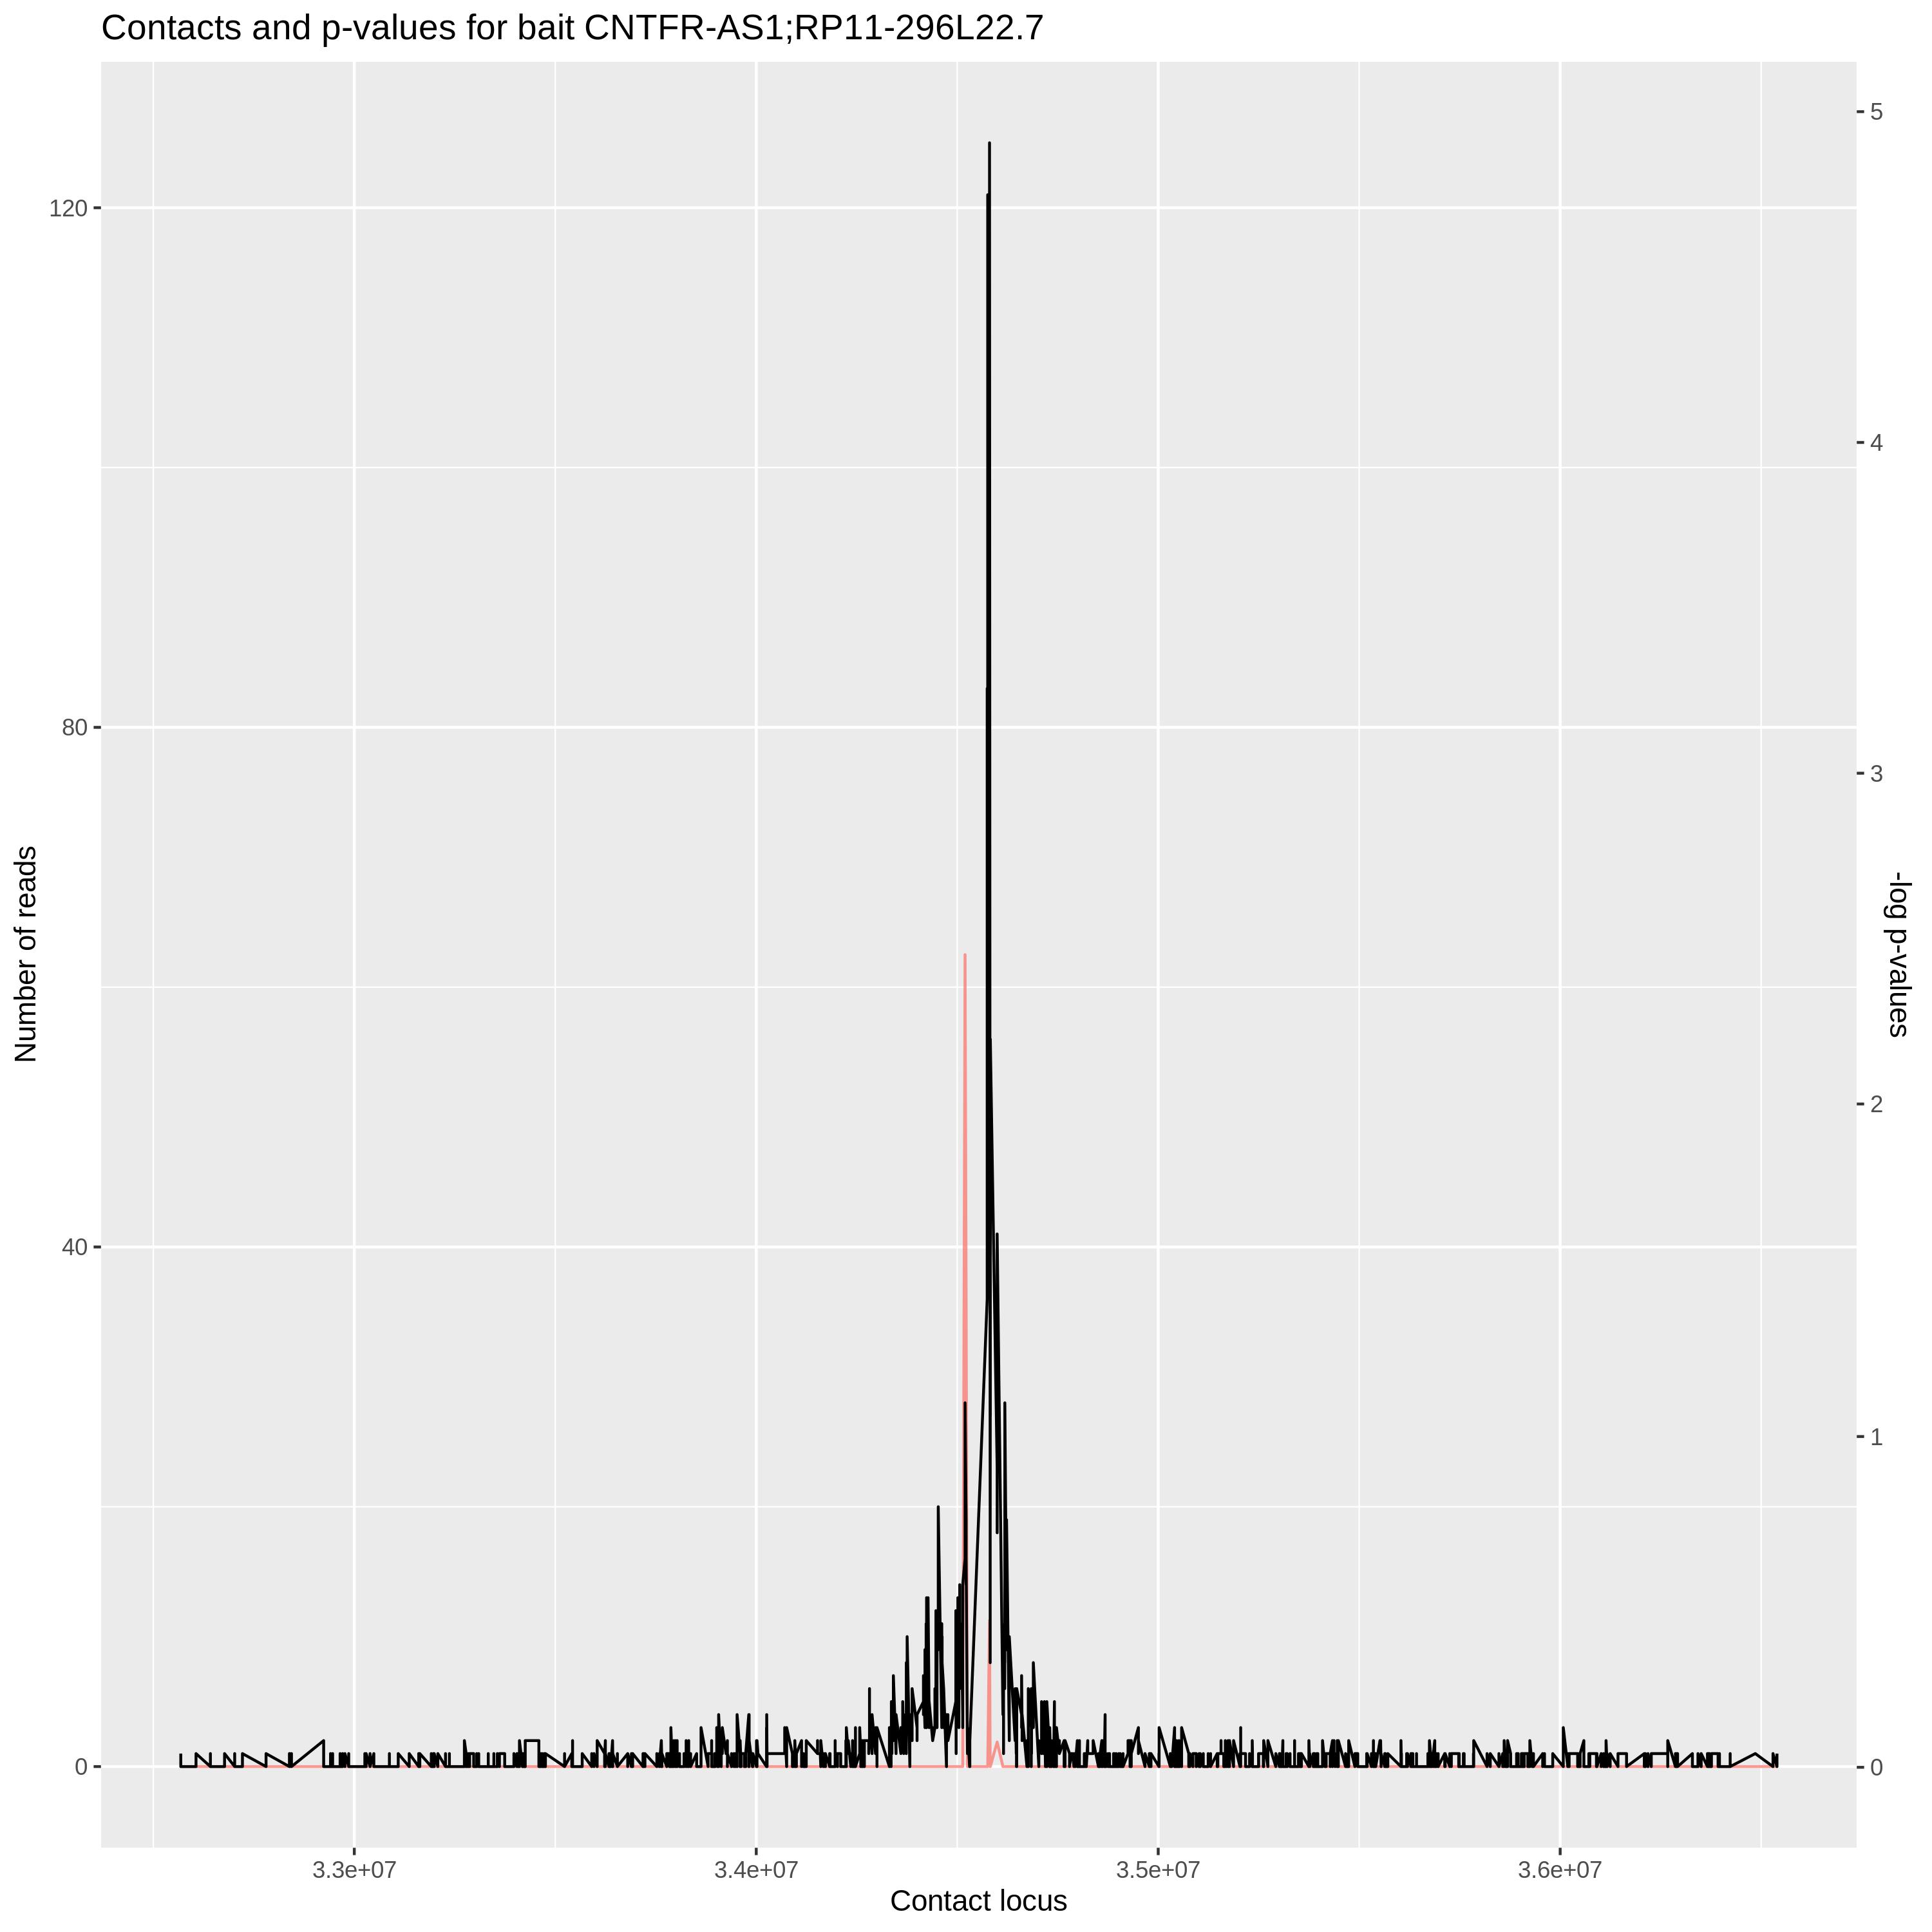 Contacts and p-values for bait CNTFR-AS1;RP11-296L22.7
120
80
40
0
Number of reads
5
4
3
2
1
0
-log p-values
3.3e+07 3.4e+07 3.5e+07 3.6e+07
Contact locus